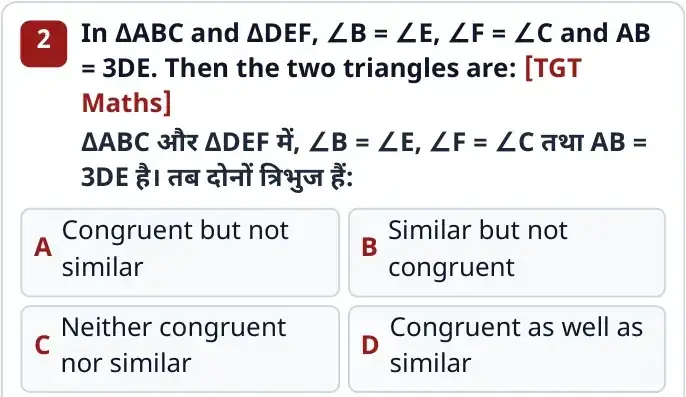 2 In ΔABC and ΔDEF, ∠B = ∠E, ∠F = ∠C and AB
= 3DE. Then the two triangles are: [TGT
Maths]
ΔABC और ΔDEF में, ∠B = ∠E, ∠F = ∠C तथा AB =
3DE है। तब दोनों त्रिभुज हैं:
A Congruent but not
similar
B Similar but not
congruent
C Neither congruent
nor similar
D Congruent as well as
similar